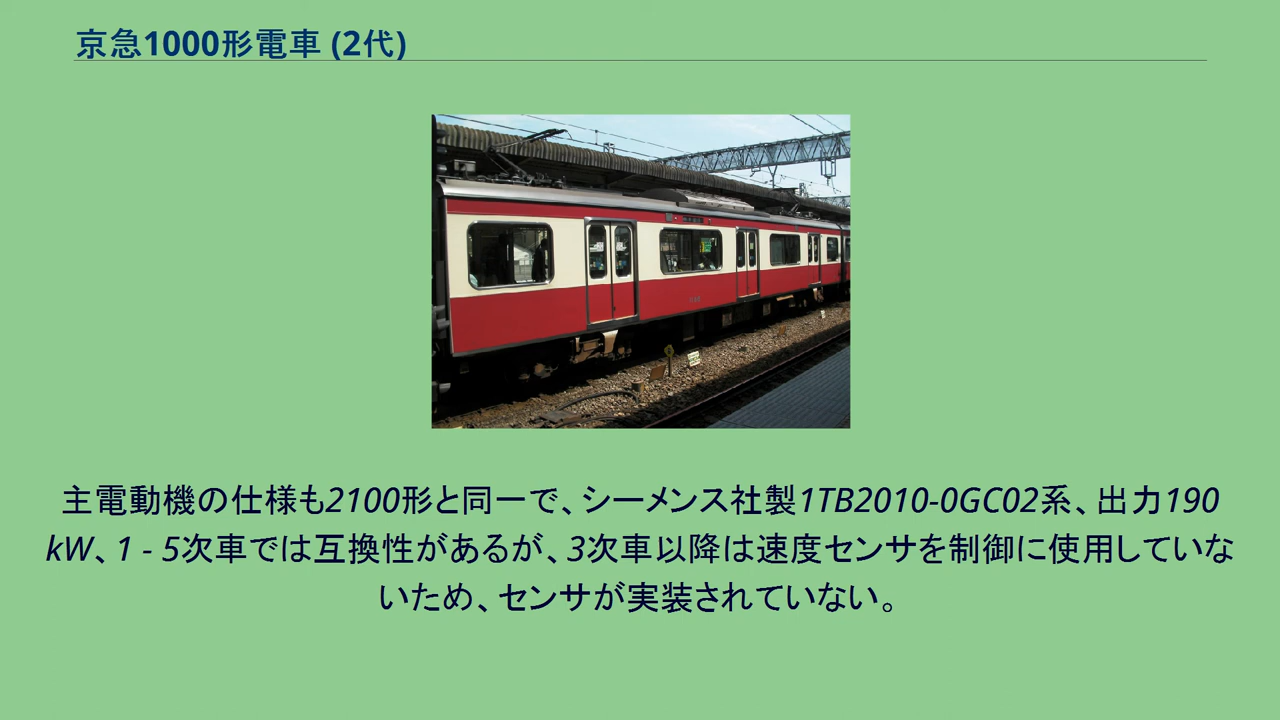 京急1000形電車 (2代)
主電動機の仕様も2100形と同一で、シーメンス社製1TB2010-0GC02系、出力190
kW、1 - 5次車では互換性があるが、3次車以降は速度センサを制御に使用していな
いため、センサが実装されていない。